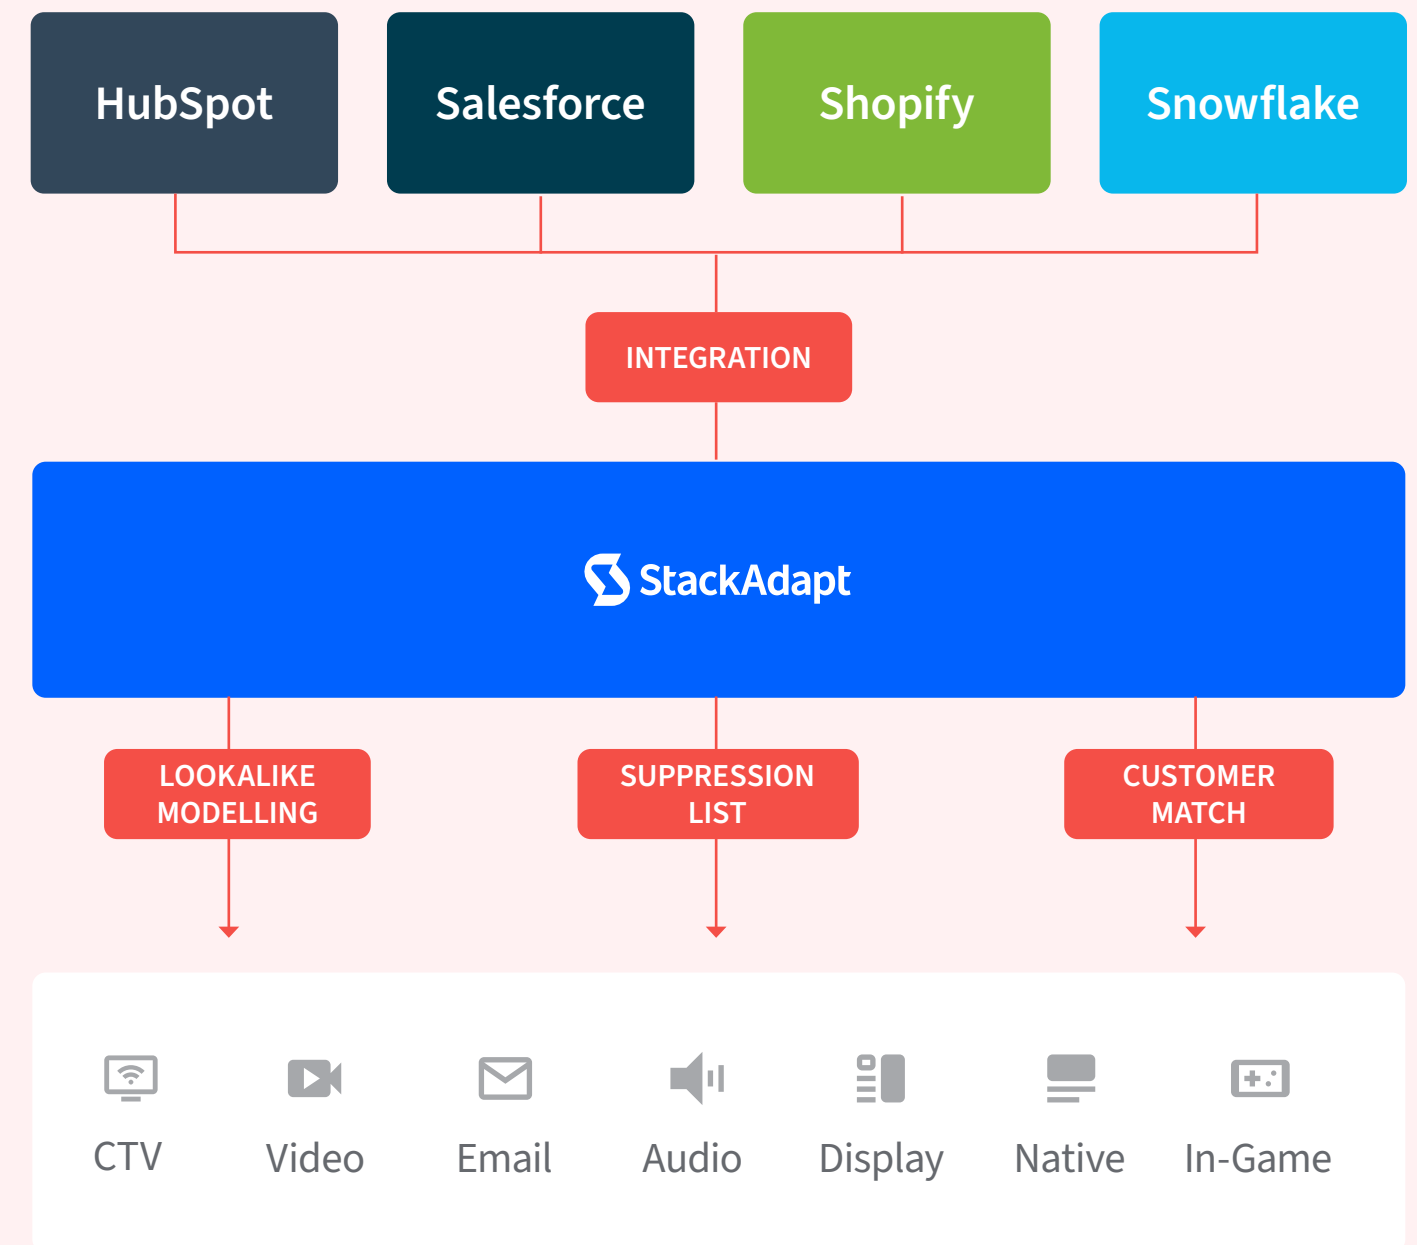 HubSpot
Salesforce
Shopify
Snowflake
INTEGRATION
StackAdapt
LOOKALIKE
MODELLING
SUPPRESSION
LIST
CUSTOMER
MATCH
CTV
Video
Email
Audio
Display
Native
In-Game